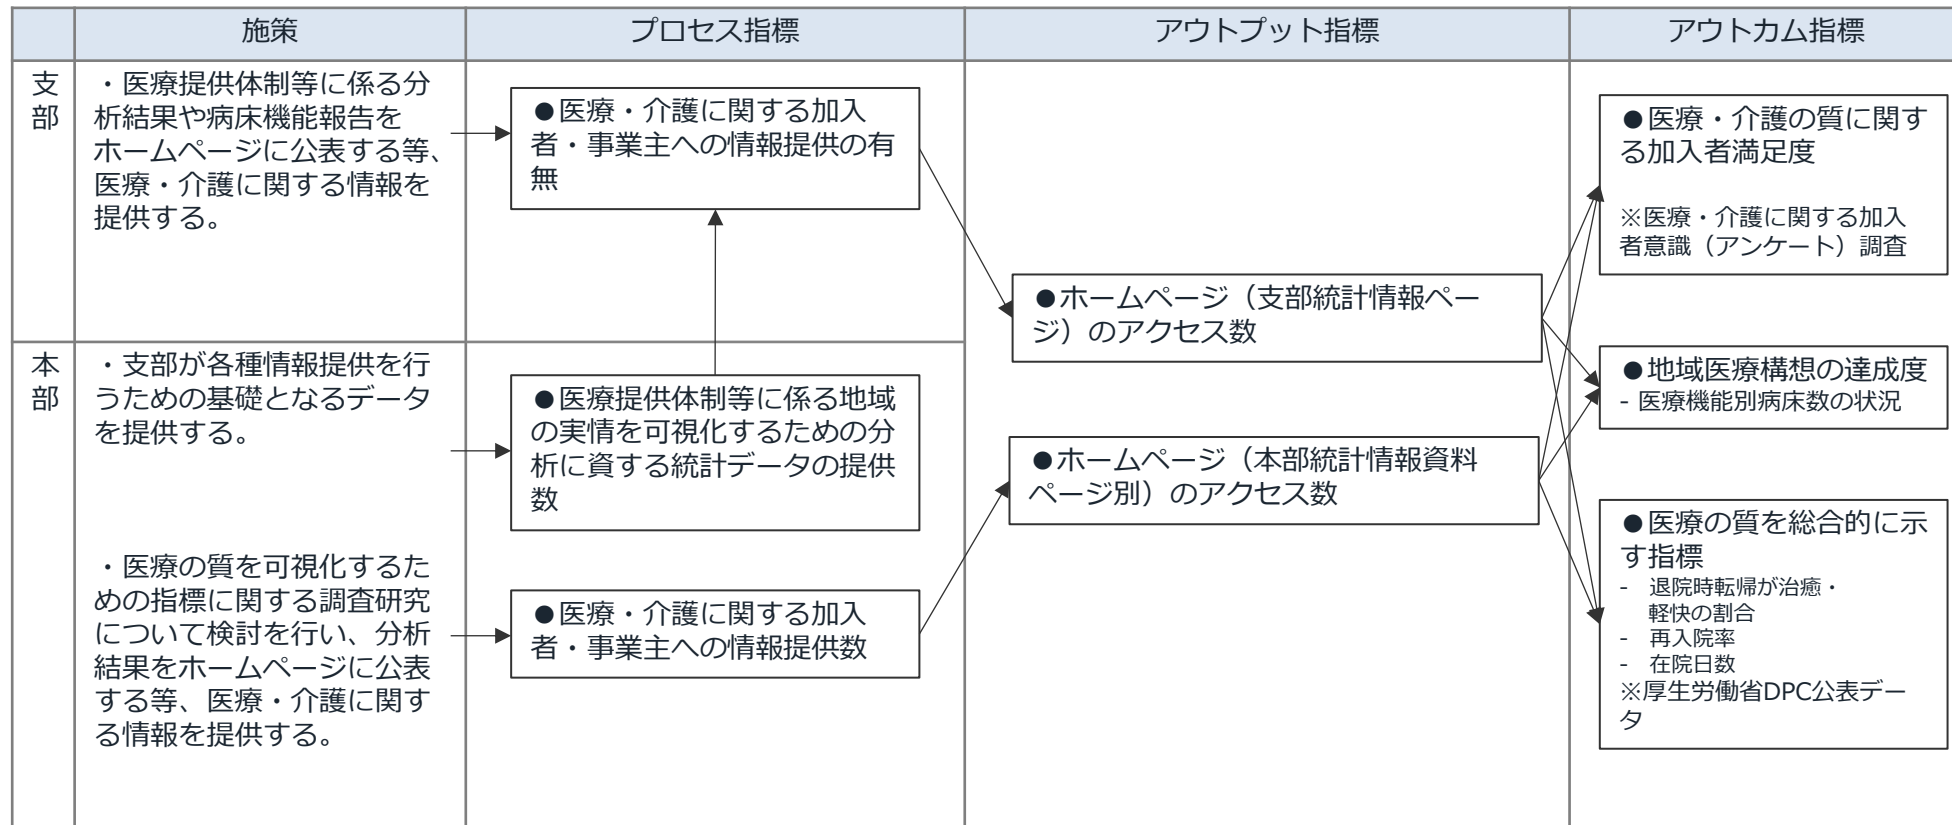 施策
プロセス指標
アウトプット指標
アウトカム指標
支
部
・医療提供体制等に係る分
析結果や病床機能報告を
ホームページに公表する等、
医療・介護に関する情報を
提供する。
●医療・介護に関する加入
者・事業主への情報提供の有
無
●ホームページ（支部統計情報ペー
ジ）のアクセス数
●医療・介護の質に関す
る加入者満足度
※医療・介護に関する加入
者意識（アンケート）調査
本
部
・支部が各種情報提供を行
うための基礎となるデータ
を提供する。
●医療提供体制等に係る地域
の実情を可視化するための分
析に資する統計データの提供
数
●ホームページ（本部統計情報資料
ページ別）のアクセス数
●地域医療構想の達成度
- 医療機能別病床数の状況
・医療の質を可視化するた
めの指標に関する調査研究
について検討を行い、分析
結果をホームページに公表
する等、医療・介護に関す
る情報を提供する。
●医療・介護に関する加入
者・事業主への情報提供数
●医療の質を総合的に示
す指標
- 退院時転帰が治癒・
軽快の割合
- 再入院率
- 在院日数
※厚生労働省DPC公表デー
タ